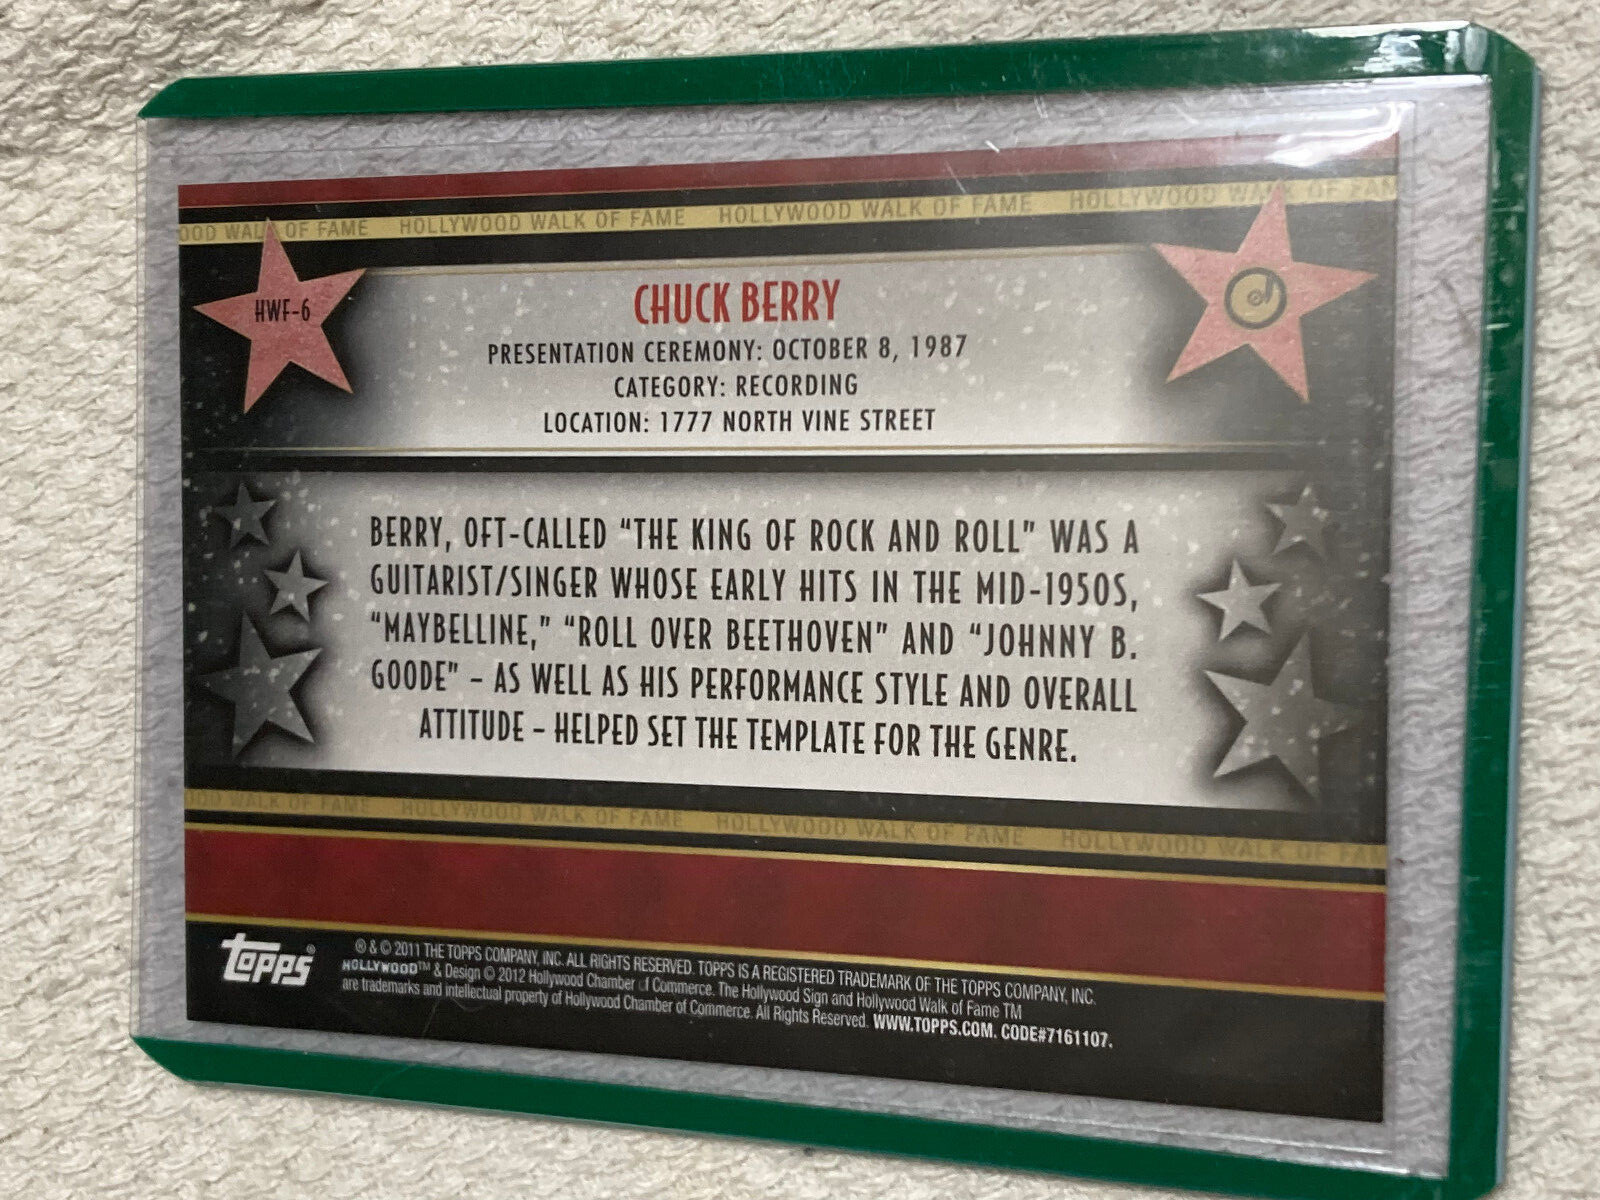 OOD WALK OF FAME HOLLYWOOD WALK OF FAME HOLLYWOOD WALK OF FAME HOLLYWOOD WALK OF FAM
HWF-6
CHUCK BERRY
PRESENTATION CEREMONY: OCTOBER 8, 1987
CATEGORY: RECORDING
LOCATION: 1777 NORTH VINE STREET
BERRY, OFT-CALLED “THE KING OF ROCK AND ROLL” WAS A
GUITARIST/SINGER WHOSE EARLY HITS IN THE MID-1950S,
“MAYBELLINE,” “ROLL OVER BEETHOVEN” AND “JOHNNY B.
GOODE” – AS WELL AS HIS PERFORMANCE STYLE AND OVERALL
ATTITUDE – HELPED SET THE TEMPLATE FOR THE GENRE.
OOD WALK OF FAME HOLLYWOOD WALK OF FAME HOLLYWOOD WALK OF FAME HOLLYWOOD WALK OF FAM
Topps®
® & © 2011 THE TOPPS COMPANY, INC. ALL RIGHTS RESERVED. TOPPS IS A REGISTERED TRADEMARK OF THE TOPPS COMPANY, INC.
HOLLYWOOD™ & Design © 2012 Hollywood Chamber of Commerce. The Hollywood Sign and Hollywood Walk of Fame TM
are trademarks and intellectual property of Hollywood Chamber of Commerce. All Rights Reserved. WWW.TOPPS.COM. CODE#7161107.